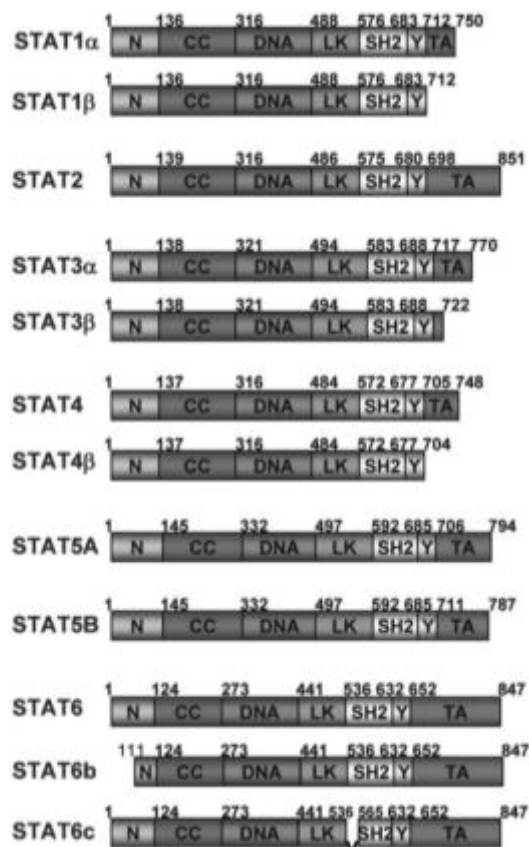 1 136 316 488 576 683 712 750
STAT1α N CC DNA LK SH2 Y TA
1 136 316 488 576 683 712
STAT1β N CC DNA LK SH2 Y
1 139 316 486 575 680 698 851
STAT2 N CC DNA LK SH2 Y TA
1 138 321 494 583 688 717 770
STAT3α N CC DNA LK SH2 Y TA
1 138 321 494 583 688 722
STAT3β N CC DNA LK SH2 Y
1 137 316 484 572 677 705 748
STAT4 N CC DNA LK SH2 Y TA
1 137 316 484 572 677 704
STAT4β N CC DNA LK SH2 Y
1 145 332 497 592 685 706 794
STAT5A N CC DNA LK SH2 Y TA
1 145 332 497 592 685 711 787
STAT5B N CC DNA LK SH2 Y TA
1 124 273 441 536 632 652 847
STAT6 N CC DNA LK SH2 Y TA
111 124 273 441 536 632 652 847
STAT6b N CC DNA LK SH2 Y TA
1 124 273 441 536 565 632 652 847
STAT6c N CC DNA LK SH2 Y TA